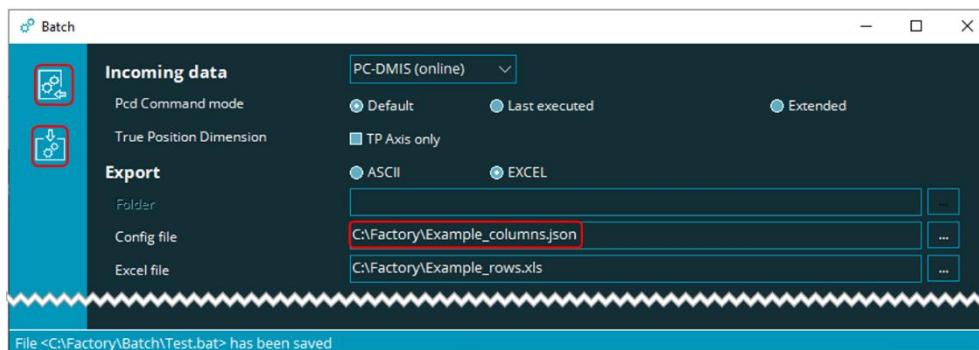 Batch
Incoming data PC-DMIS (online)
Pcd Command mode Default Last executed Extended
True Position Dimension TP Axis only
Export ASCII EXCEL
Folder ...
Config file C:\Factory\Example_columns.json ...
Excel file C:\Factory\Example_rows.xls ...
File <C:\Factory\Batch\Test.bat> has been saved